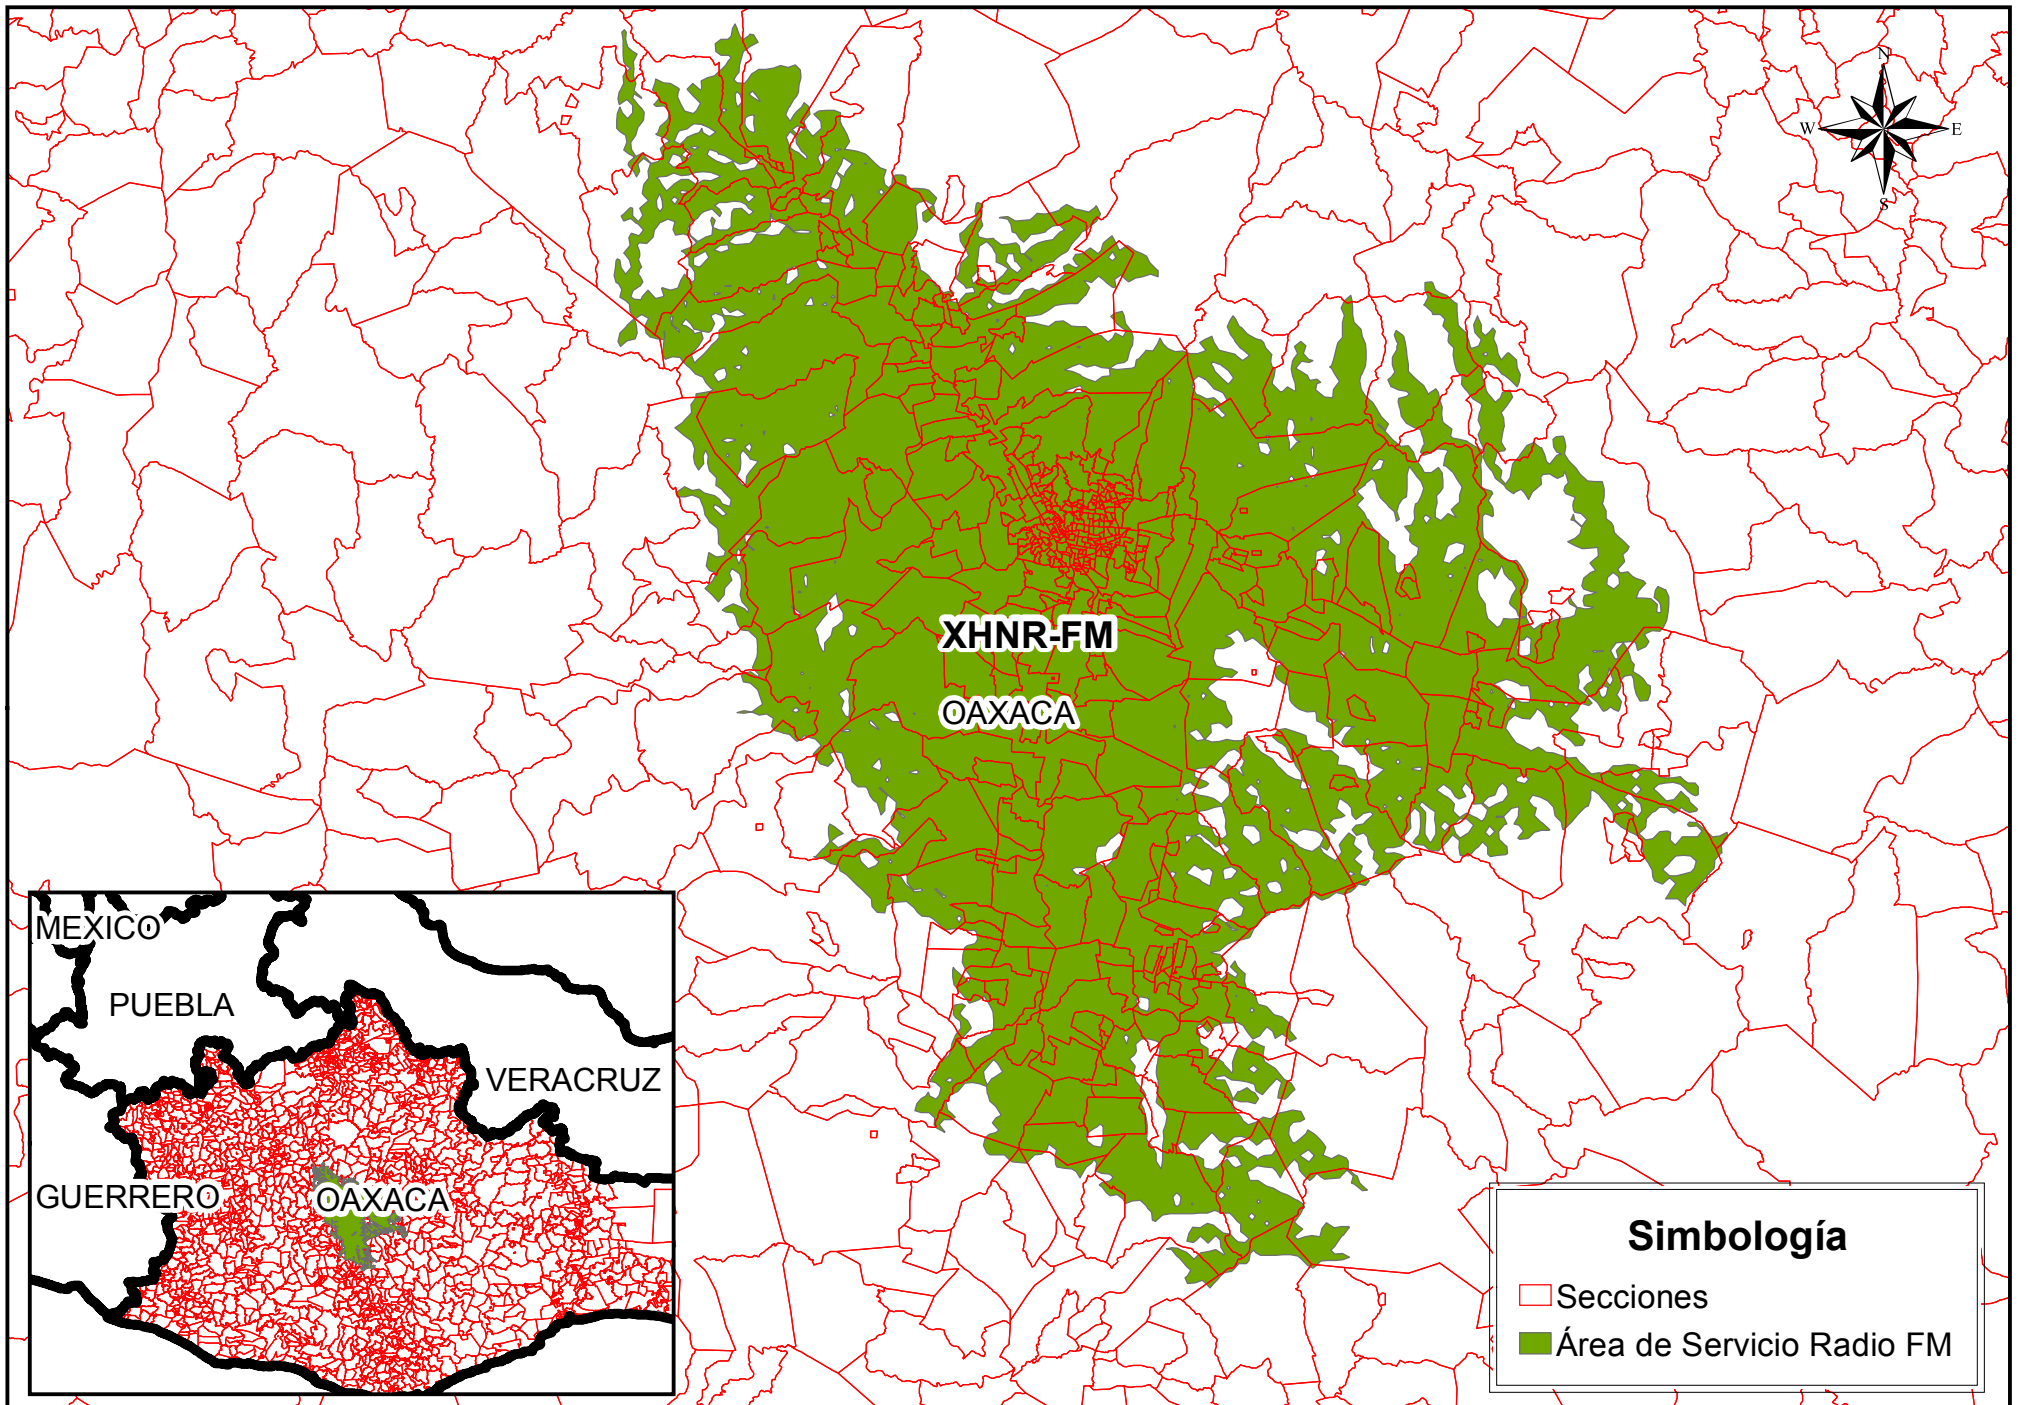 N
W E
S
XHNR-FM
OAXACA
MEXICO
PUEBLA
VERACRUZ
GUERRERO
OAXACA
Simbología
Secciones
Área de Servicio Radio FM